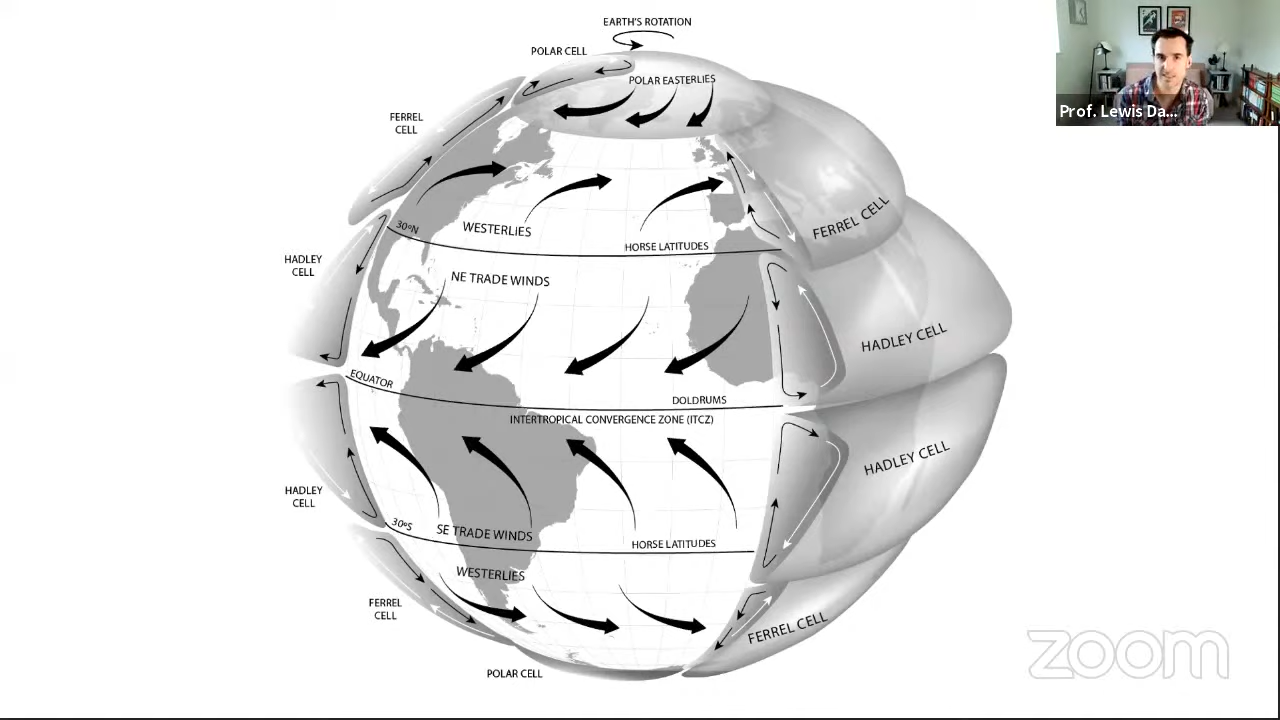 EARTH'S ROTATION
POLAR CELL
POLAR EASTERLIES
Prof. Lewis Da...
FERREL
CELL
FERREL CELL
30ºN
WESTERLIES
HORSE LATITUDES
HADLEY
CELL
NE TRADE WINDS
HADLEY CELL
EQUATOR
DOLDRUMS
INTERTROPICAL CONVERGENCE ZONE (ITCZ)
HADLEY CELL
HADLEY
CELL
30ºS
SE TRADE WINDS
HORSE LATITUDES
WESTERLIES
FERREL
CELL
FERREL CELL
POLAR CELL
zoom